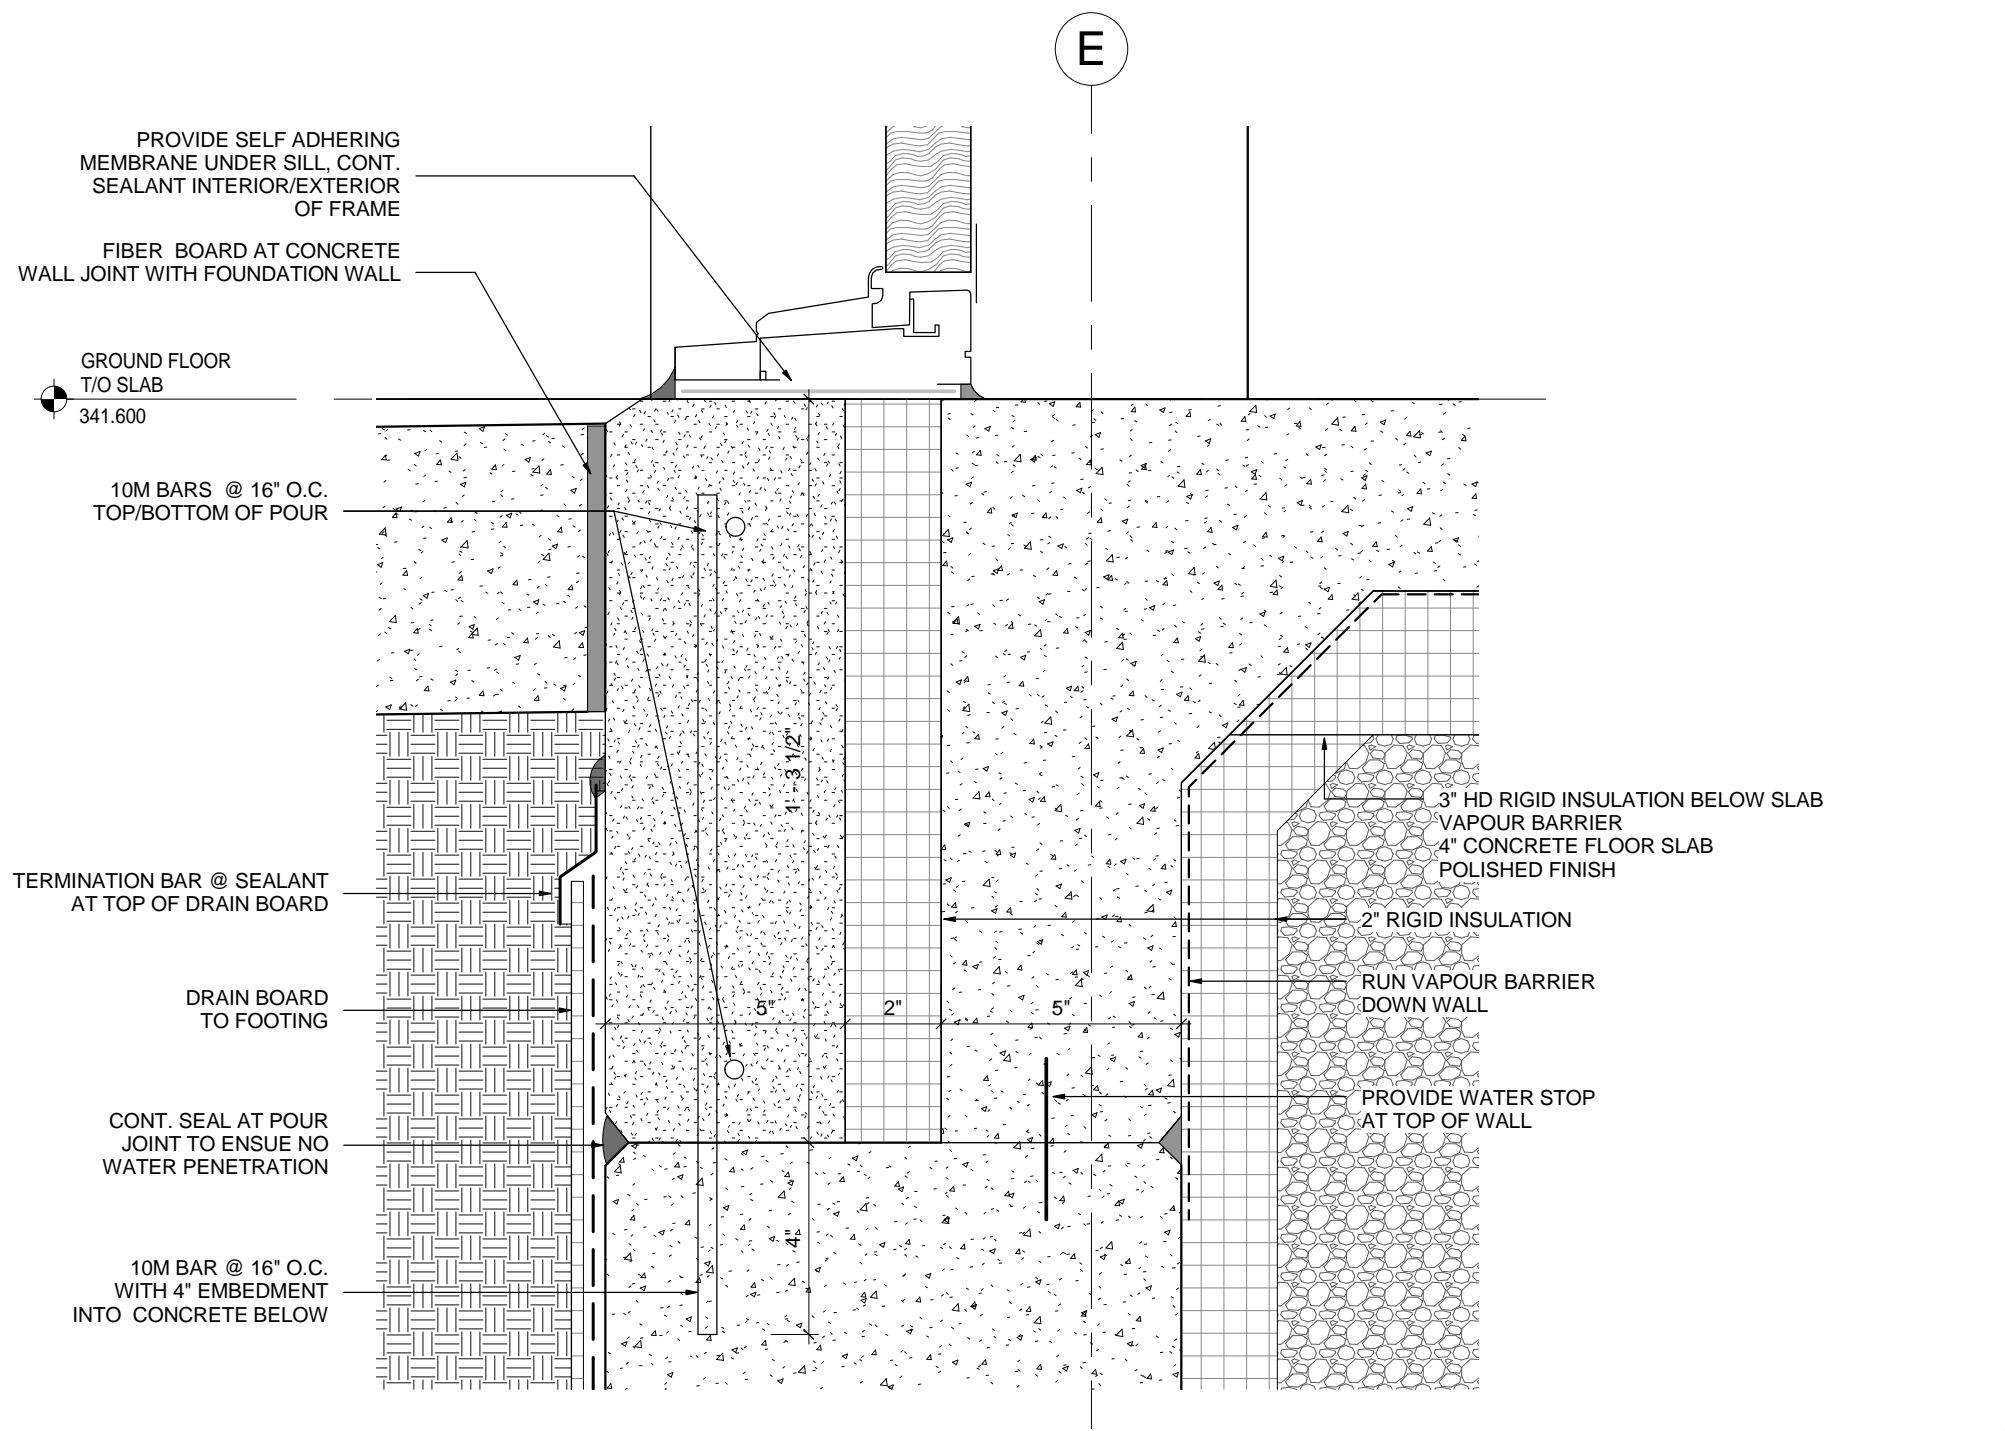 E
PROVIDE SELF ADHERING
MEMBRANE UNDER SILL, CONT.
SEALANT INTERIOR/EXTERIOR
OF FRAME
FIBER BOARD AT CONCRETE
WALL JOINT WITH FOUNDATION WALL
GROUND FLOOR
T/O SLAB
341.600
10M BARS @ 16" O.C.
TOP/BOTTOM OF POUR
1' - 3 1/2"
3" HD RIGID INSULATION BELOW SLAB
VAPOUR BARRIER
4" CONCRETE FLOOR SLAB
POLISHED FINISH
TERMINATION BAR @ SEALANT
AT TOP OF DRAIN BOARD
2" RIGID INSULATION
RUN VAPOUR BARRIER
DOWN WALL
DRAIN BOARD
TO FOOTING
5"
2"
5"
PROVIDE WATER STOP
AT TOP OF WALL
CONT. SEAL AT POUR
JOINT TO ENSUE NO
WATER PENETRATION
4"
10M BAR @ 16" O.C.
WITH 4" EMBEDMENT
INTO CONCRETE BELOW